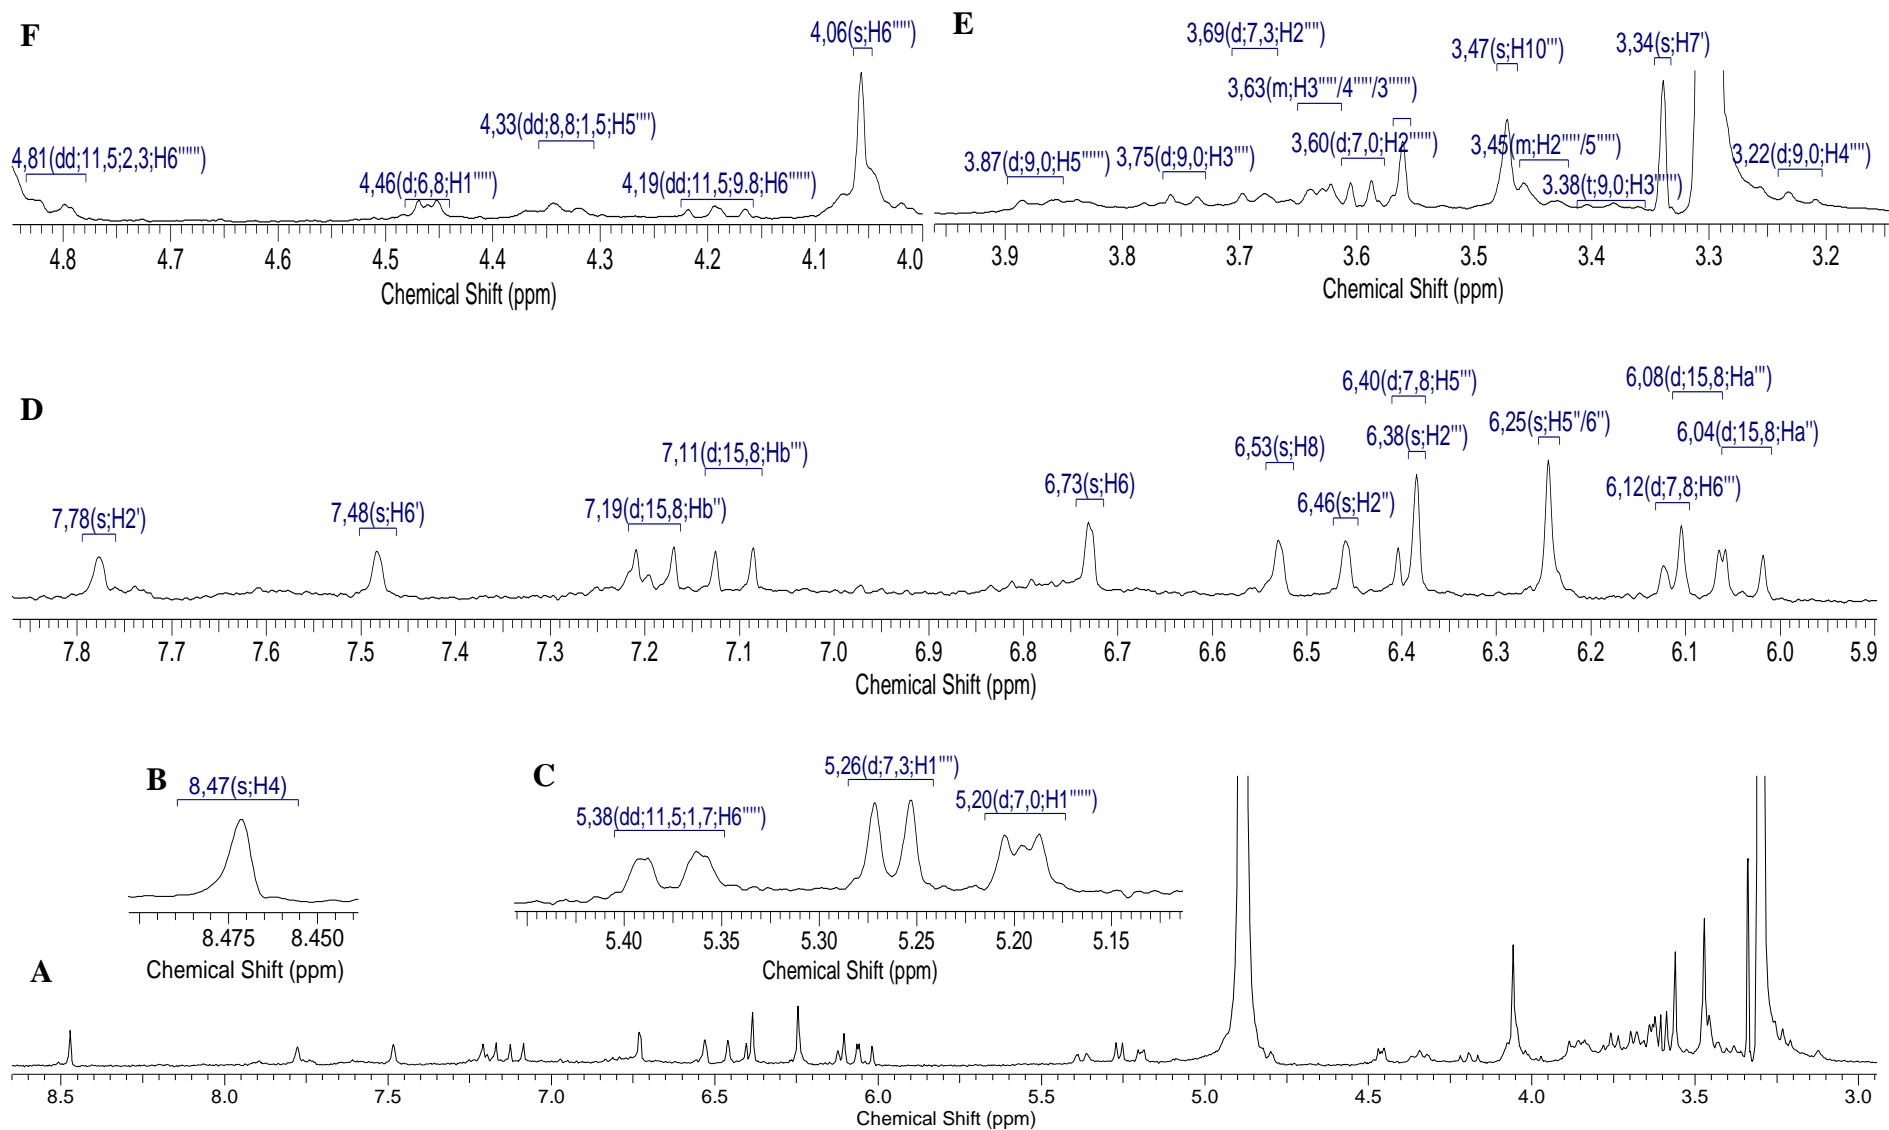 F
4,81(dd;11,5;2,3;H6'''''')
4,46(d;6,8;H1''''')
4,33(dd;8,8;1,5;H5'''')
4,19(dd;11,5;9.8;H6'''''')
4,06(s;H6''''')
4.8 4.7 4.6 4.5 4.4 4.3 4.2 4.1 4.0
Chemical Shift (ppm)
E
3.87(d;9,0;H5'''''')
3,75(d;9,0;H3'''')
3,69(d;7,3;H2'''')
3,63(m;H3'''''/4'''''/3'''''')
3,60(d;7,0;H2'''''')
3,47(s;H10''')
3,45(m;H2'''''/5''''')
3.38(t;9,0;H3'''''')
3,34(s;H7')
3,22(d;9,0;H4'''')
3.9 3.8 3.7 3.6 3.5 3.4 3.3 3.2
Chemical Shift (ppm)
D
7,78(s;H2')
7,48(s;H6')
7,19(d;15,8;Hb'')
7,11(d;15,8;Hb''')
6,73(s;H6)
6,53(s;H8)
6,46(s;H2'')
6,40(d;7,8;H5''')
6,38(s;H2''')
6,25(s;H5''/6'')
6,12(d;7,8;H6''')
6,08(d;15,8;Ha''')
6,04(d;15,8;Ha'')
7.8 7.7 7.6 7.5 7.4 7.3 7.2 7.1 7.0 6.9 6.8 6.7 6.6 6.5 6.4 6.3 6.2 6.1 6.0 5.9
Chemical Shift (ppm)
B
8,47(s;H4)
8.475 8.450
Chemical Shift (ppm)
C
5,38(dd;11,5;1,7;H6''''')
5,26(d;7,3;H1'''')
5,20(d;7,0;H1'''''')
5.40 5.35 5.30 5.25 5.20 5.15
Chemical Shift (ppm)
A
8.5 8.0 7.5 7.0 6.5 6.0 5.5 5.0 4.5 4.0 3.5 3.0
Chemical Shift (ppm)